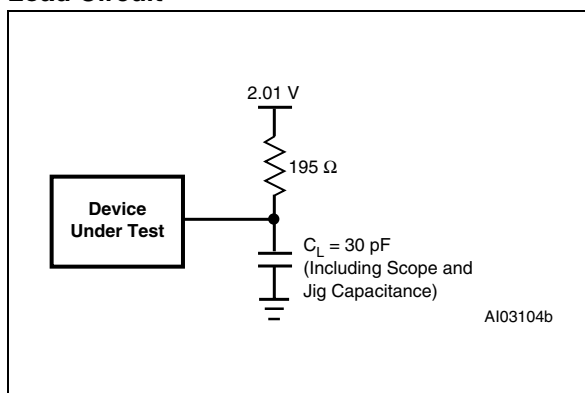 Load Circuit
2.01 V
195 Ω
Device
Under Test
C_L = 30 pF
(Including Scope and
Jig Capacitance)
AI03104b